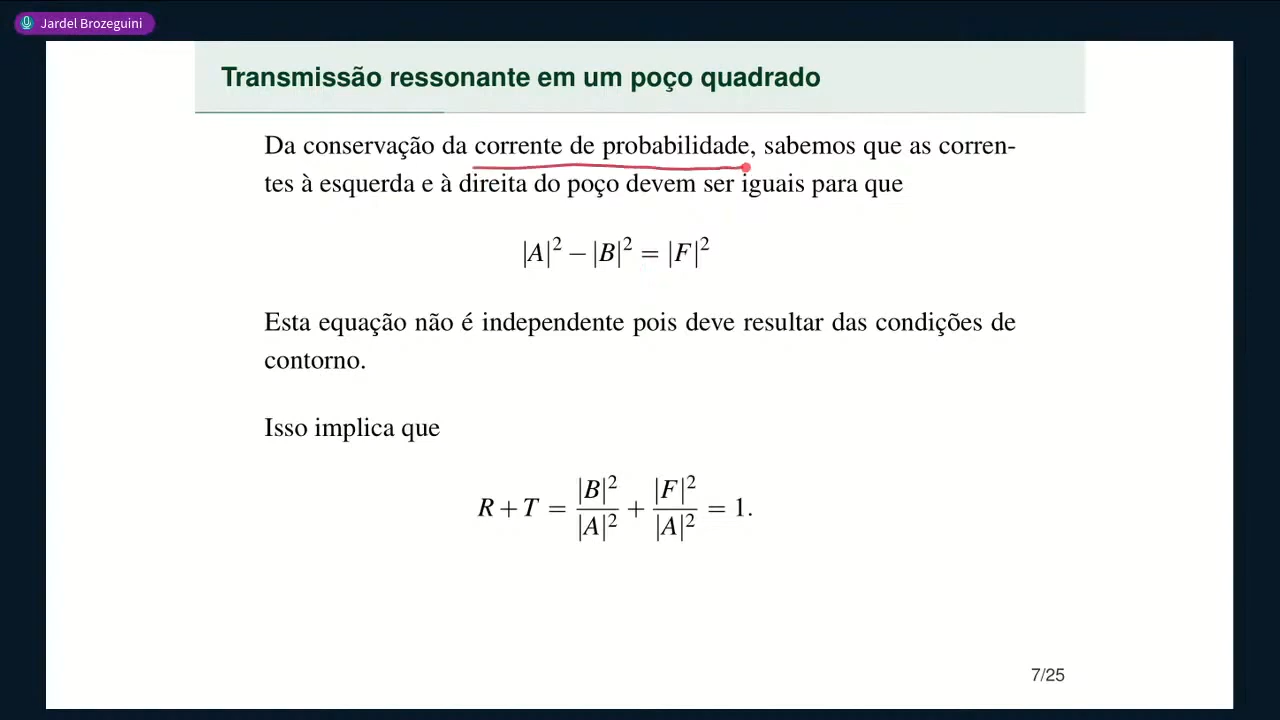 Jardel Brozeguini
Transmissão ressonante em um poço quadrado
Da conservação da corrente de probabilidade, sabemos que as corren-
tes à esquerda e à direita do poço devem ser iguais para que
|A|² − |B|² = |F|²
Esta equação não é independente pois deve resultar das condições de
contorno.
Isso implica que
R + T = |B|²/|A|² + |F|²/|A|² = 1.
7/25